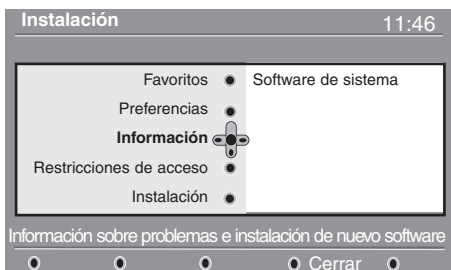 Instalación 11:46
Favoritos Software de sistema
Preferencias
Información
Restricciones de acceso
Instalación
Información sobre problemas e instalación de nuevo software
Cerrar